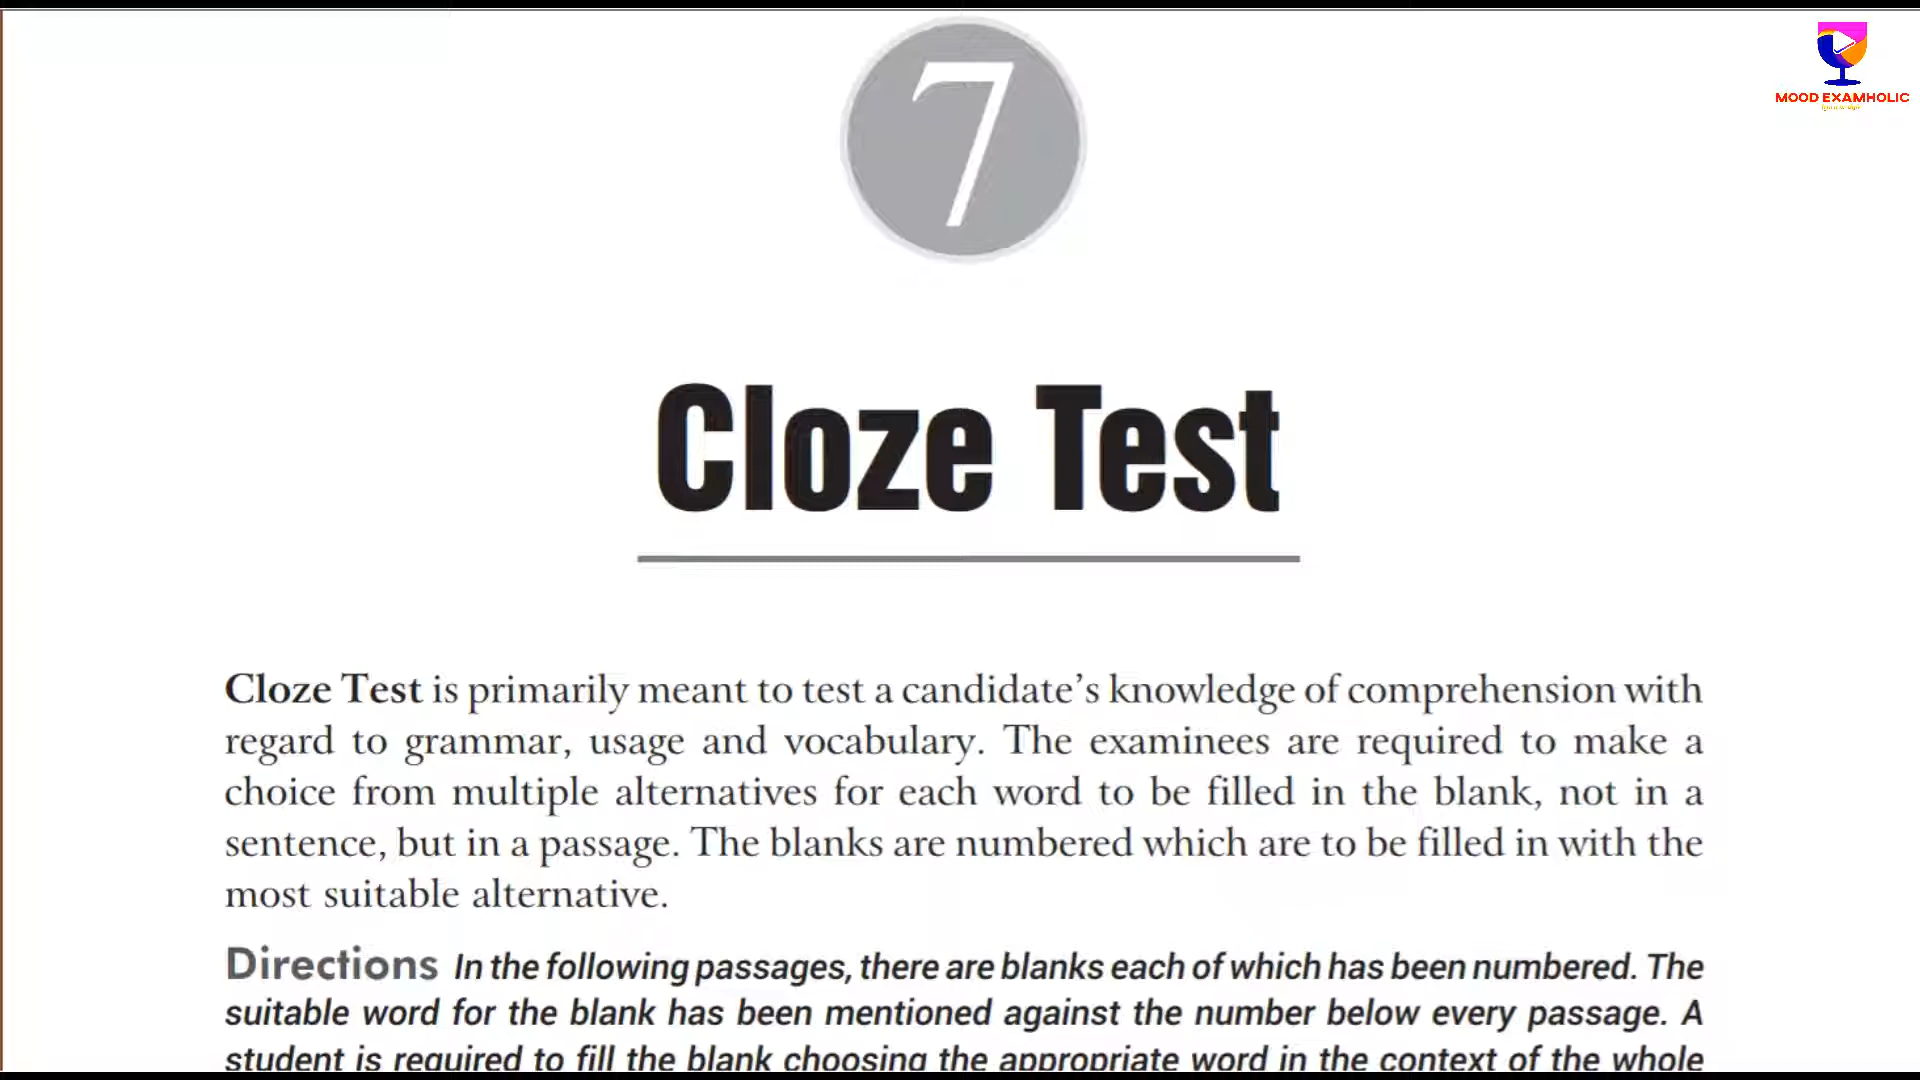 MOOD EXAMHOLIC
7
Cloze Test
Cloze Test is primarily meant to test a candidate's knowledge of comprehension with
regard to grammar, usage and vocabulary. The examinees are required to make a
choice from multiple alternatives for each word to be filled in the blank, not in a
sentence, but in a passage. The blanks are numbered which are to be filled in with the
most suitable alternative.
Directions In the following passages, there are blanks each of which has been numbered. The
suitable word for the blank has been mentioned against the number below every passage. A
student is required to fill the blank choosing the appropriate word in the context of the whole